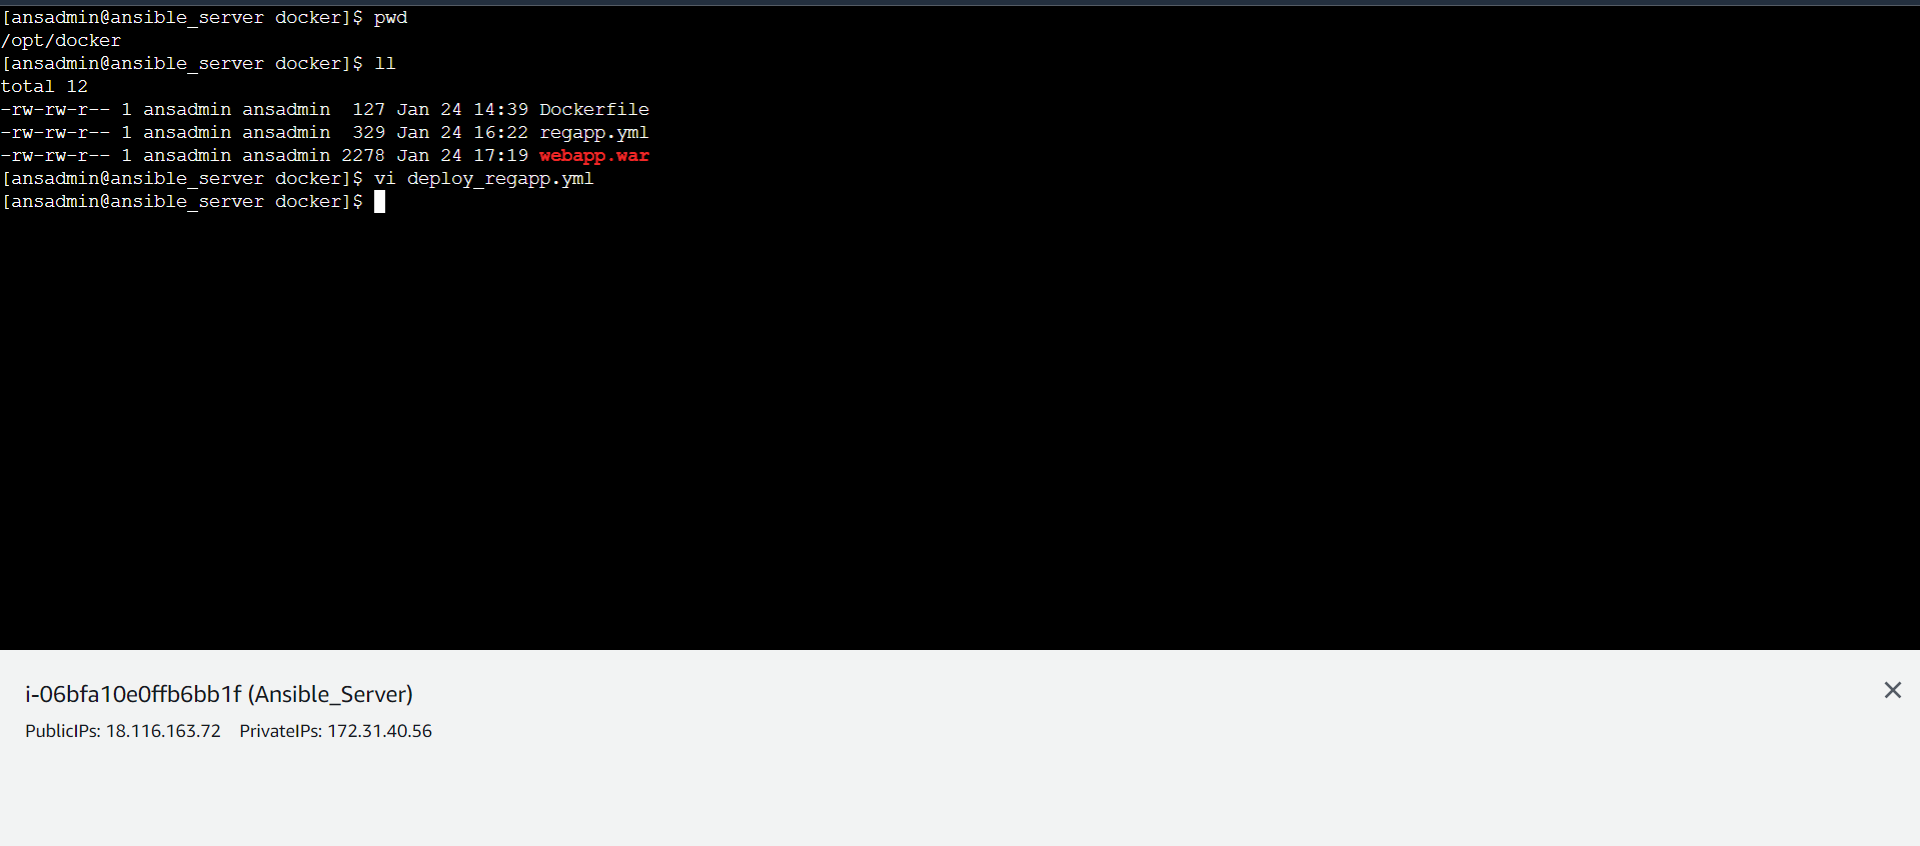 [ansadmin@ansible_server docker]$ pwd
/opt/docker
[ansadmin@ansible_server docker]$ ll
total 12
-rw-rw-r-- 1 ansadmin ansadmin  127 Jan 24 14:39 Dockerfile
-rw-rw-r-- 1 ansadmin ansadmin  329 Jan 24 16:22 regapp.yml
-rw-rw-r-- 1 ansadmin ansadmin 2278 Jan 24 17:19 webapp.war
[ansadmin@ansible_server docker]$ vi deploy_regapp.yml
[ansadmin@ansible_server docker]$
i-06bfa10e0ffb6bb1f (Ansible_Server)
PublicIPs: 18.116.163.72    PrivateIPs: 172.31.40.56